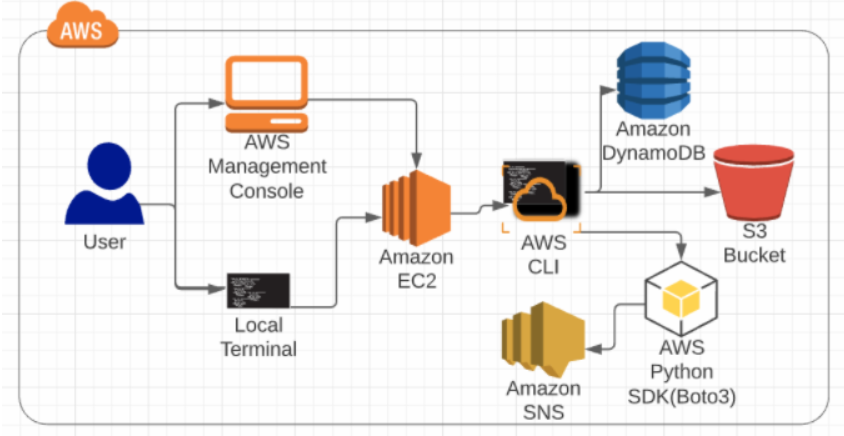 AWS
AWS
Management
Console
User
Local
Terminal
Amazon
EC2
AWS
CLI
Amazon
DynamoDB
S3
Bucket
AWS
Python
SDK(Boto3)
Amazon
SNS